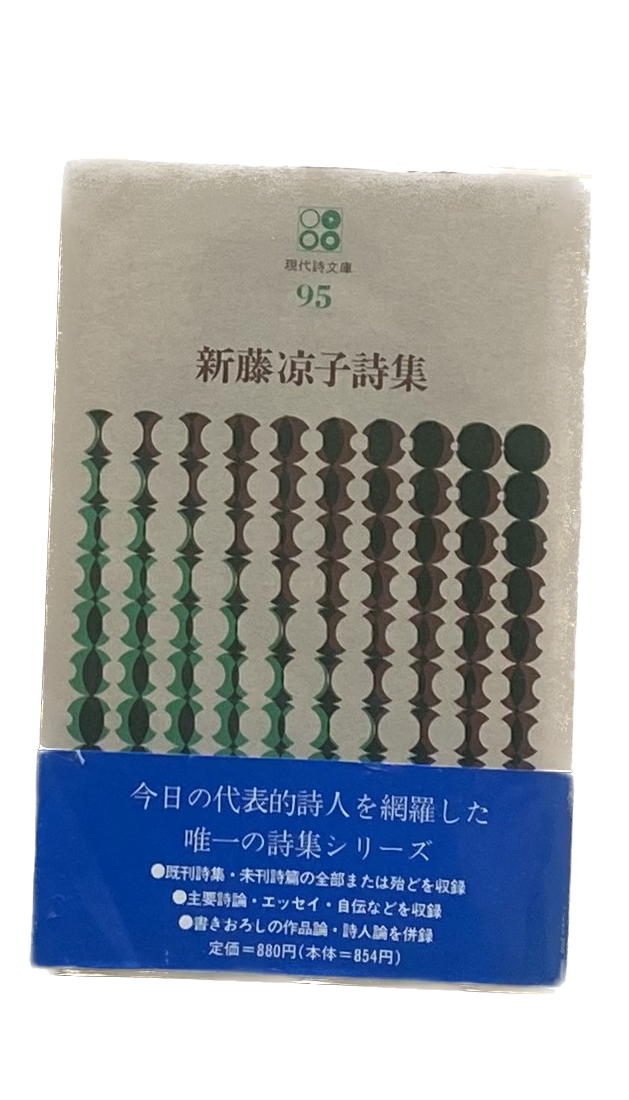 現代詩文庫
95
新藤凉子詩集
今日の代表的詩人を網羅した
唯一の詩集シリーズ
●既刊詩集・未刊詩篇の全部または殆どを収録
●主要詩論・エッセイ・自伝などを収録
●書きおろしの作品論・詩人論を併録
定価=880円(本体=854円)